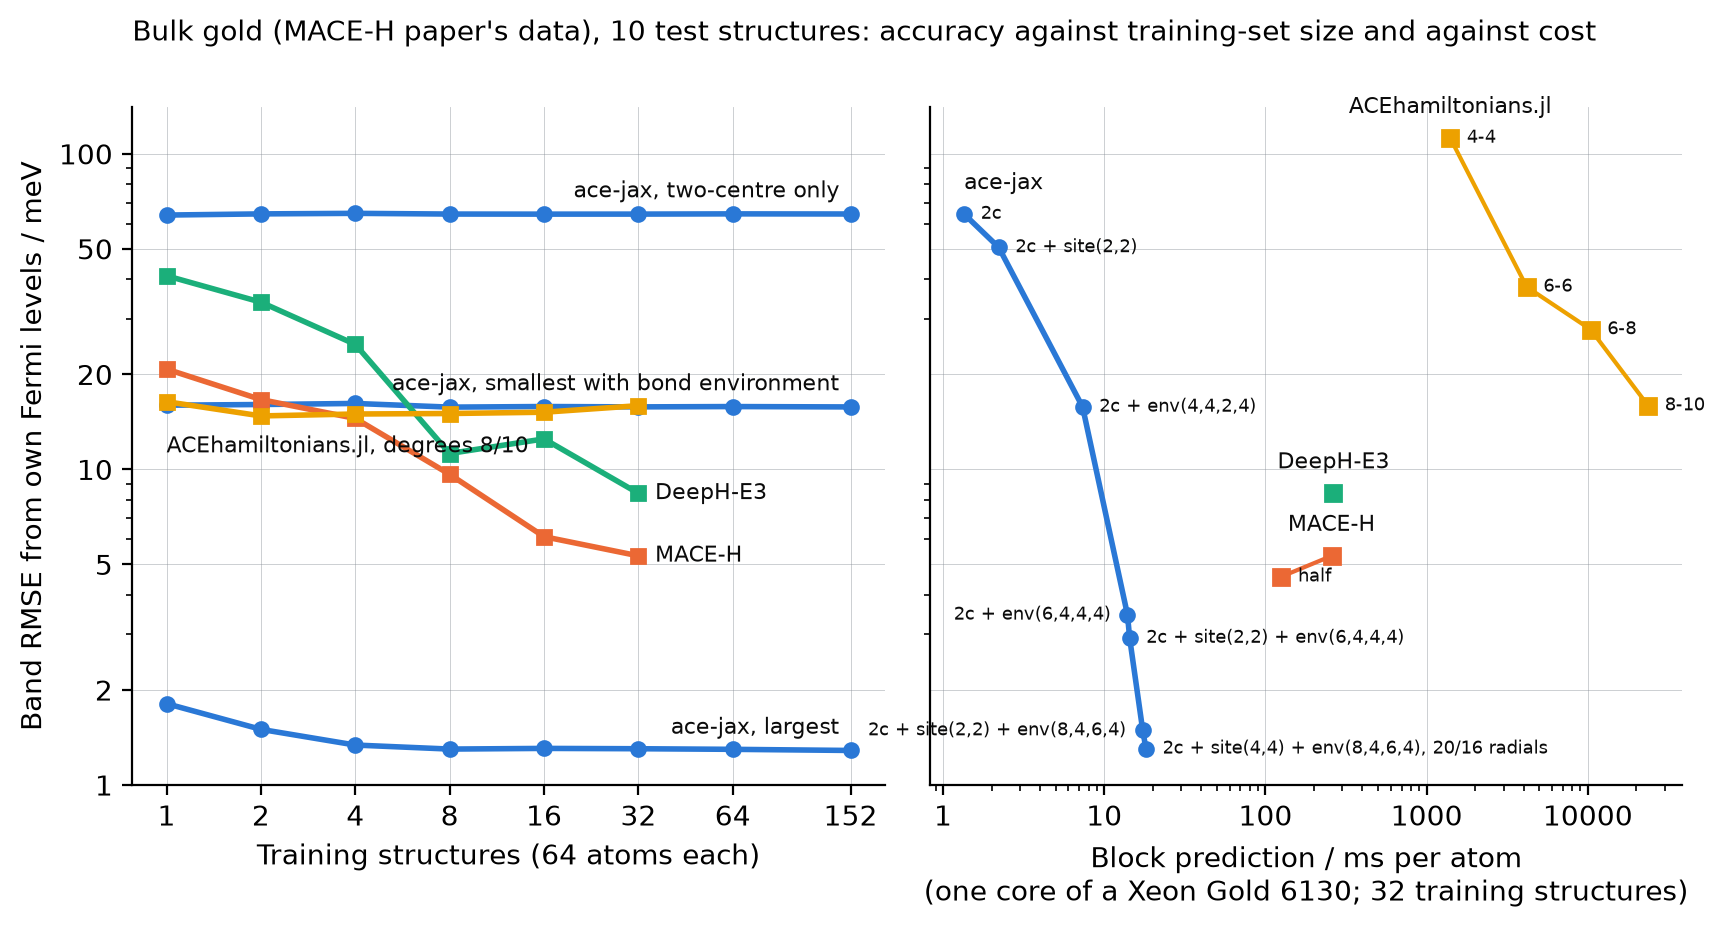 Bulk gold (MACE-H paper's data), 10 test structures: accuracy against training-set size and against cost
Band RMSE from own Fermi levels / meV
100
50
20
10
5
2
1
ace-jax, two-centre only
ace-jax, smallest with bond environment
ACEhamiltonians.jl, degrees 8/10
DeepH-E3
MACE-H
ace-jax, largest
1
2
4
8
16
32
64
152
Training structures (64 atoms each)
ACEhamiltonians.jl
4-4
ace-jax
2c
2c + site(2,2)
6-6
6-8
2c + env(4,4,2,4)
8-10
DeepH-E3
MACE-H
half
2c + env(6,4,4,4)
2c + site(2,2) + env(6,4,4,4)
2c + site(2,2) + env(8,4,6,4)
2c + site(4,4) + env(8,4,6,4), 20/16 radials
1
10
100
1000
10000
Block prediction / ms per atom
(one core of a Xeon Gold 6130; 32 training structures)